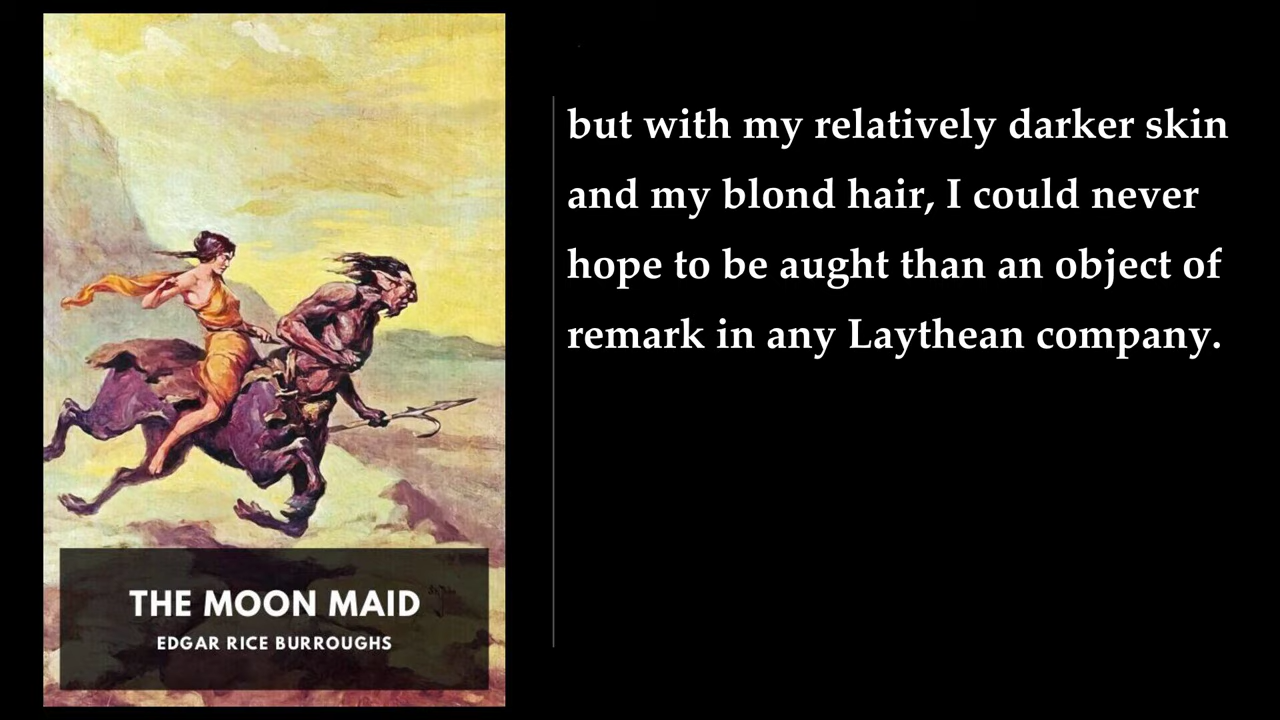 but with my relatively darker skin
and my blond hair, I could never
hope to be aught than an object of
remark in any Laythean company.
THE MOON MAID
EDGAR RICE BURROUGHS